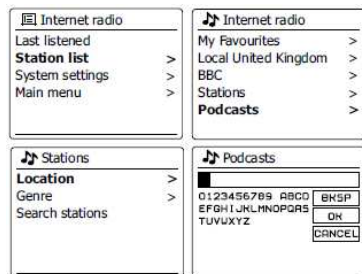 Internet radio
Last listened
Station list >
System settings >
Main menu >
Internet radio
My Favourites >
Local United Kingdom >
BBC >
Stations >
Podcasts >
Stations
Location >
Genre >
Search stations
Podcasts
0123456789 ABCD
EFGHIJKLMNOPQRS
TUVWXYZ
BKSP
OK
CANCEL